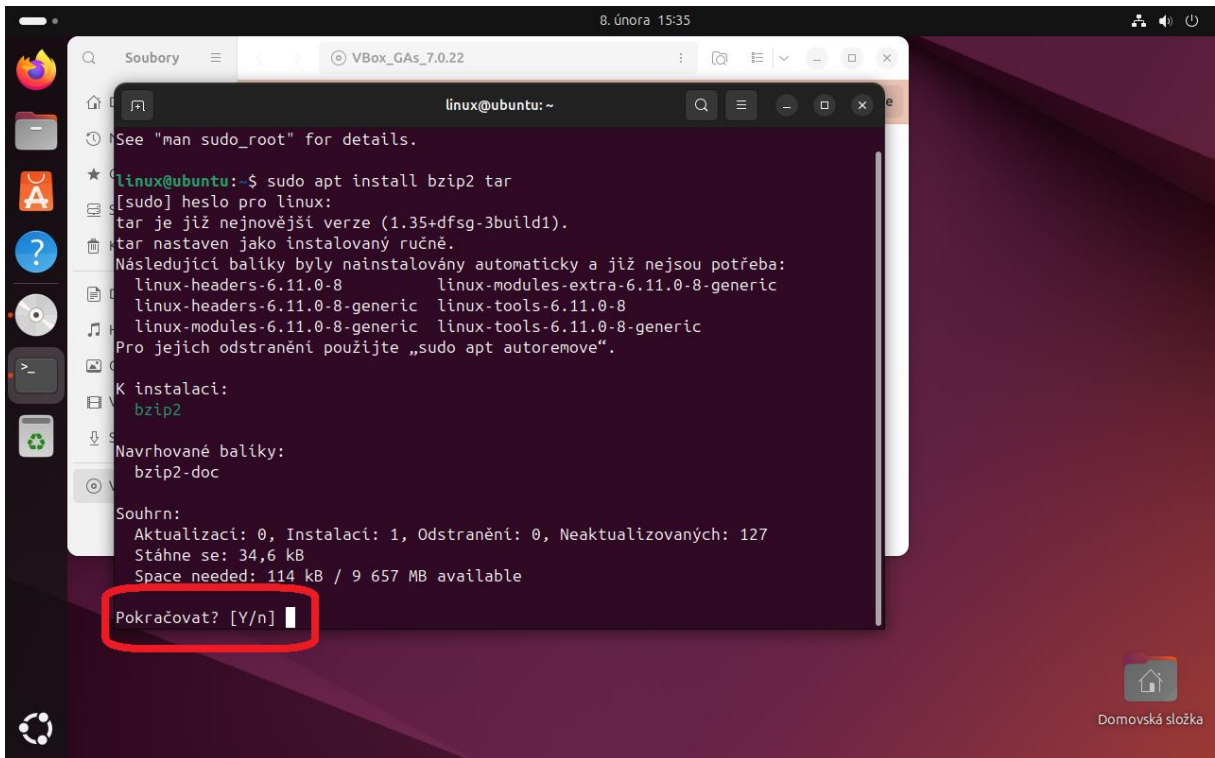 8. února 15:35
Soubory
VBox_GAs_7.0.22
linux@ubuntu: ~
See "man sudo_root" for details.
linux@ubuntu:~$ sudo apt install bzip2 tar
[sudo] heslo pro linux:
tar je již nejnovější verze (1.35+dfsg-3build1).
tar nastaven jako instalovaný ručně.
Následující balíky byly nainstalovány automaticky a již nejsou potřeba:
linux-headers-6.11.0-8 linux-modules-extra-6.11.0-8-generic
linux-headers-6.11.0-8-generic linux-tools-6.11.0-8
linux-modules-6.11.0-8-generic linux-tools-6.11.0-8-generic
Pro jejich odstranění použijte „sudo apt autoremove“.
K instalaci:
bzip2
Navrhované balíky:
bzip2-doc
Souhrn:
Aktualizací: 0, Instalací: 1, Odstranění: 0, Neaktualizovaných: 127
Stáhne se: 34,6 kB
Space needed: 114 kB / 9 657 MB available
Pokračovat? [Y/n]
Domovská složka